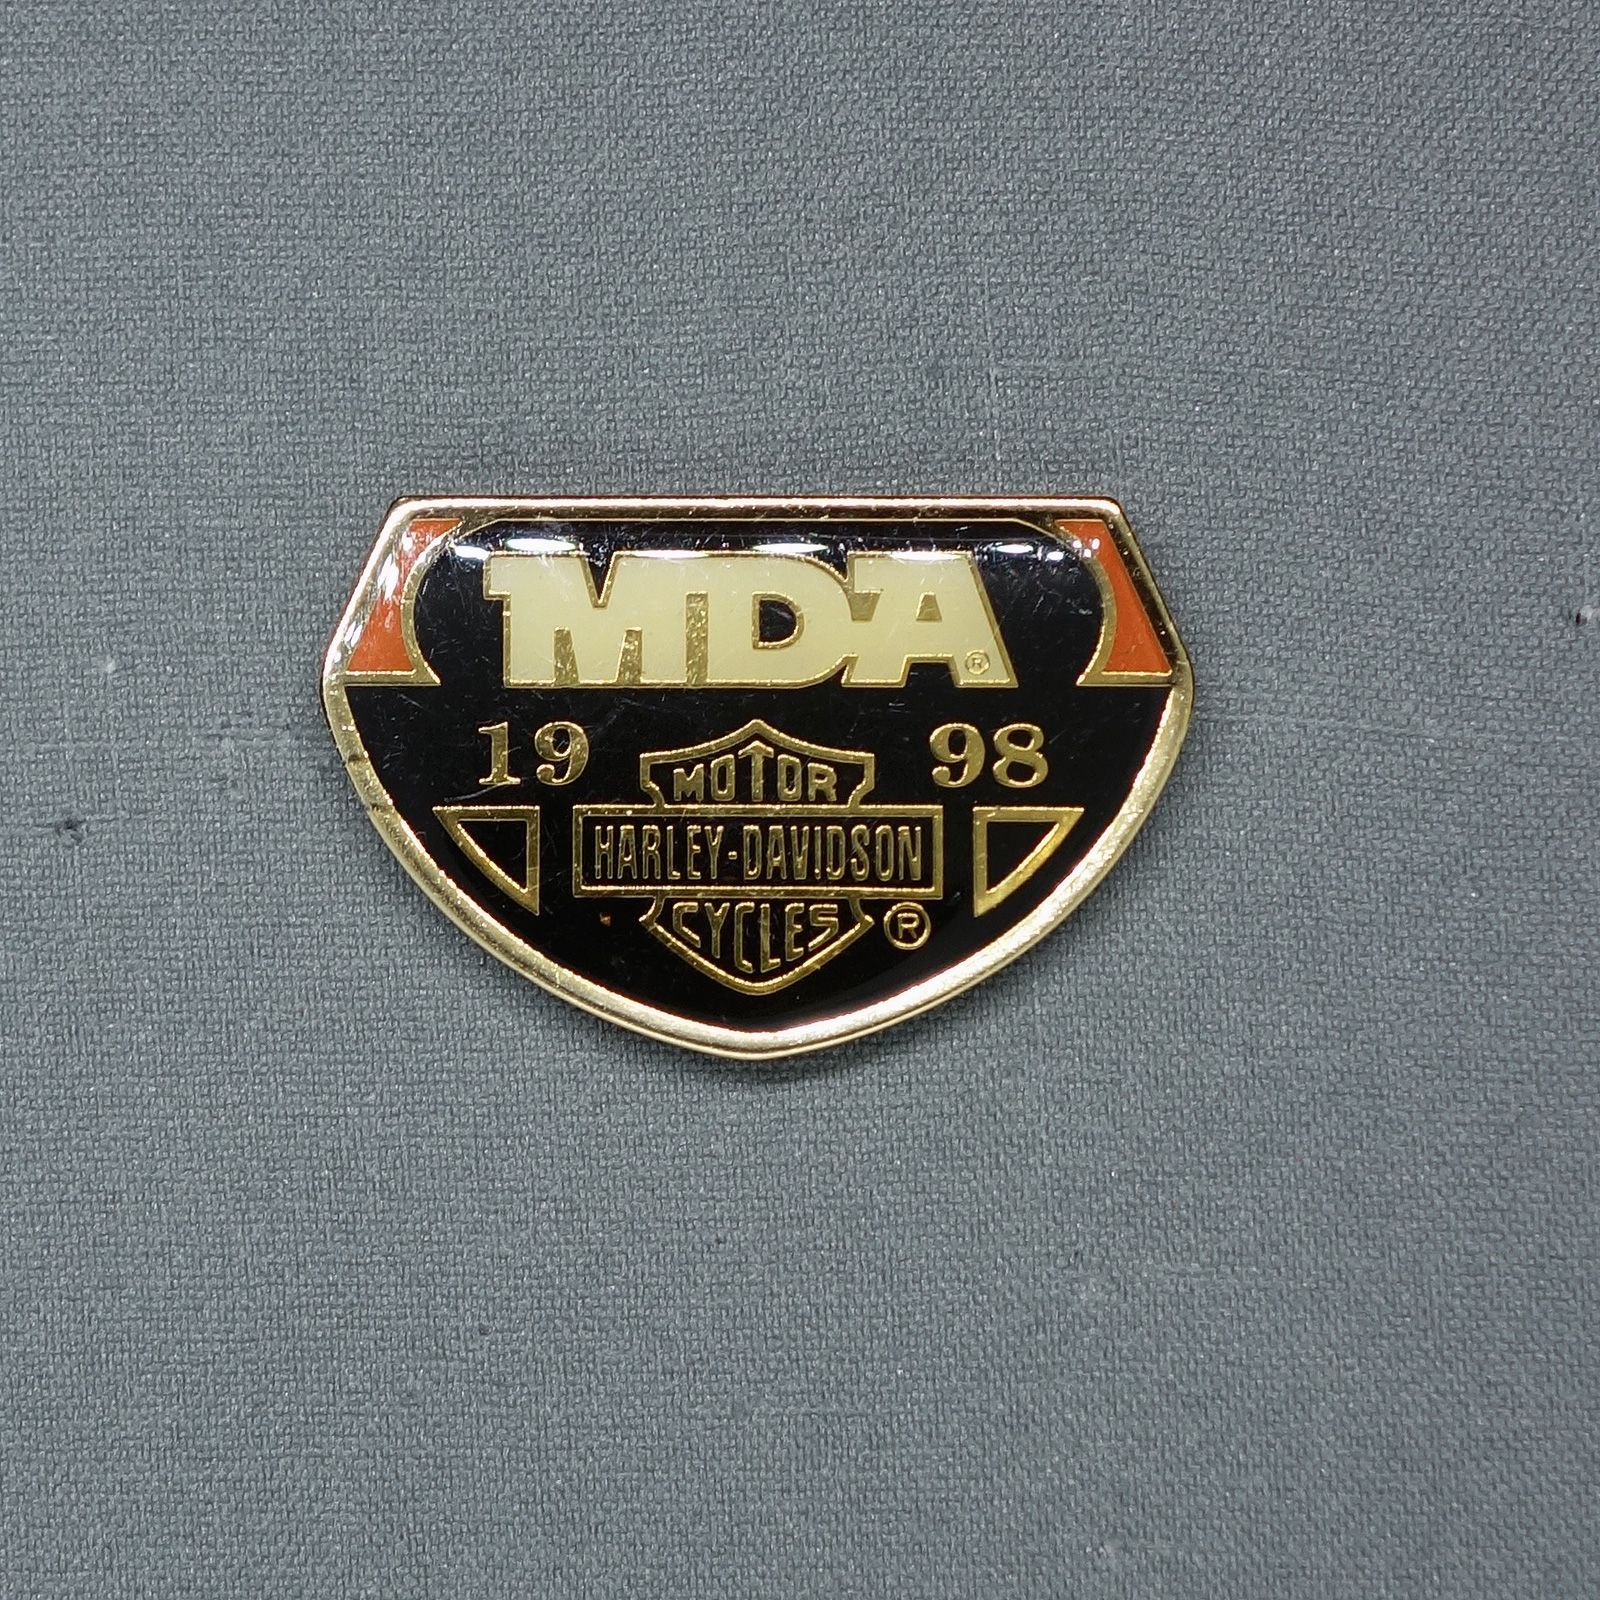 MDA®
19 98
MOTOR
HARLEY-DAVIDSON
CYCLES ®